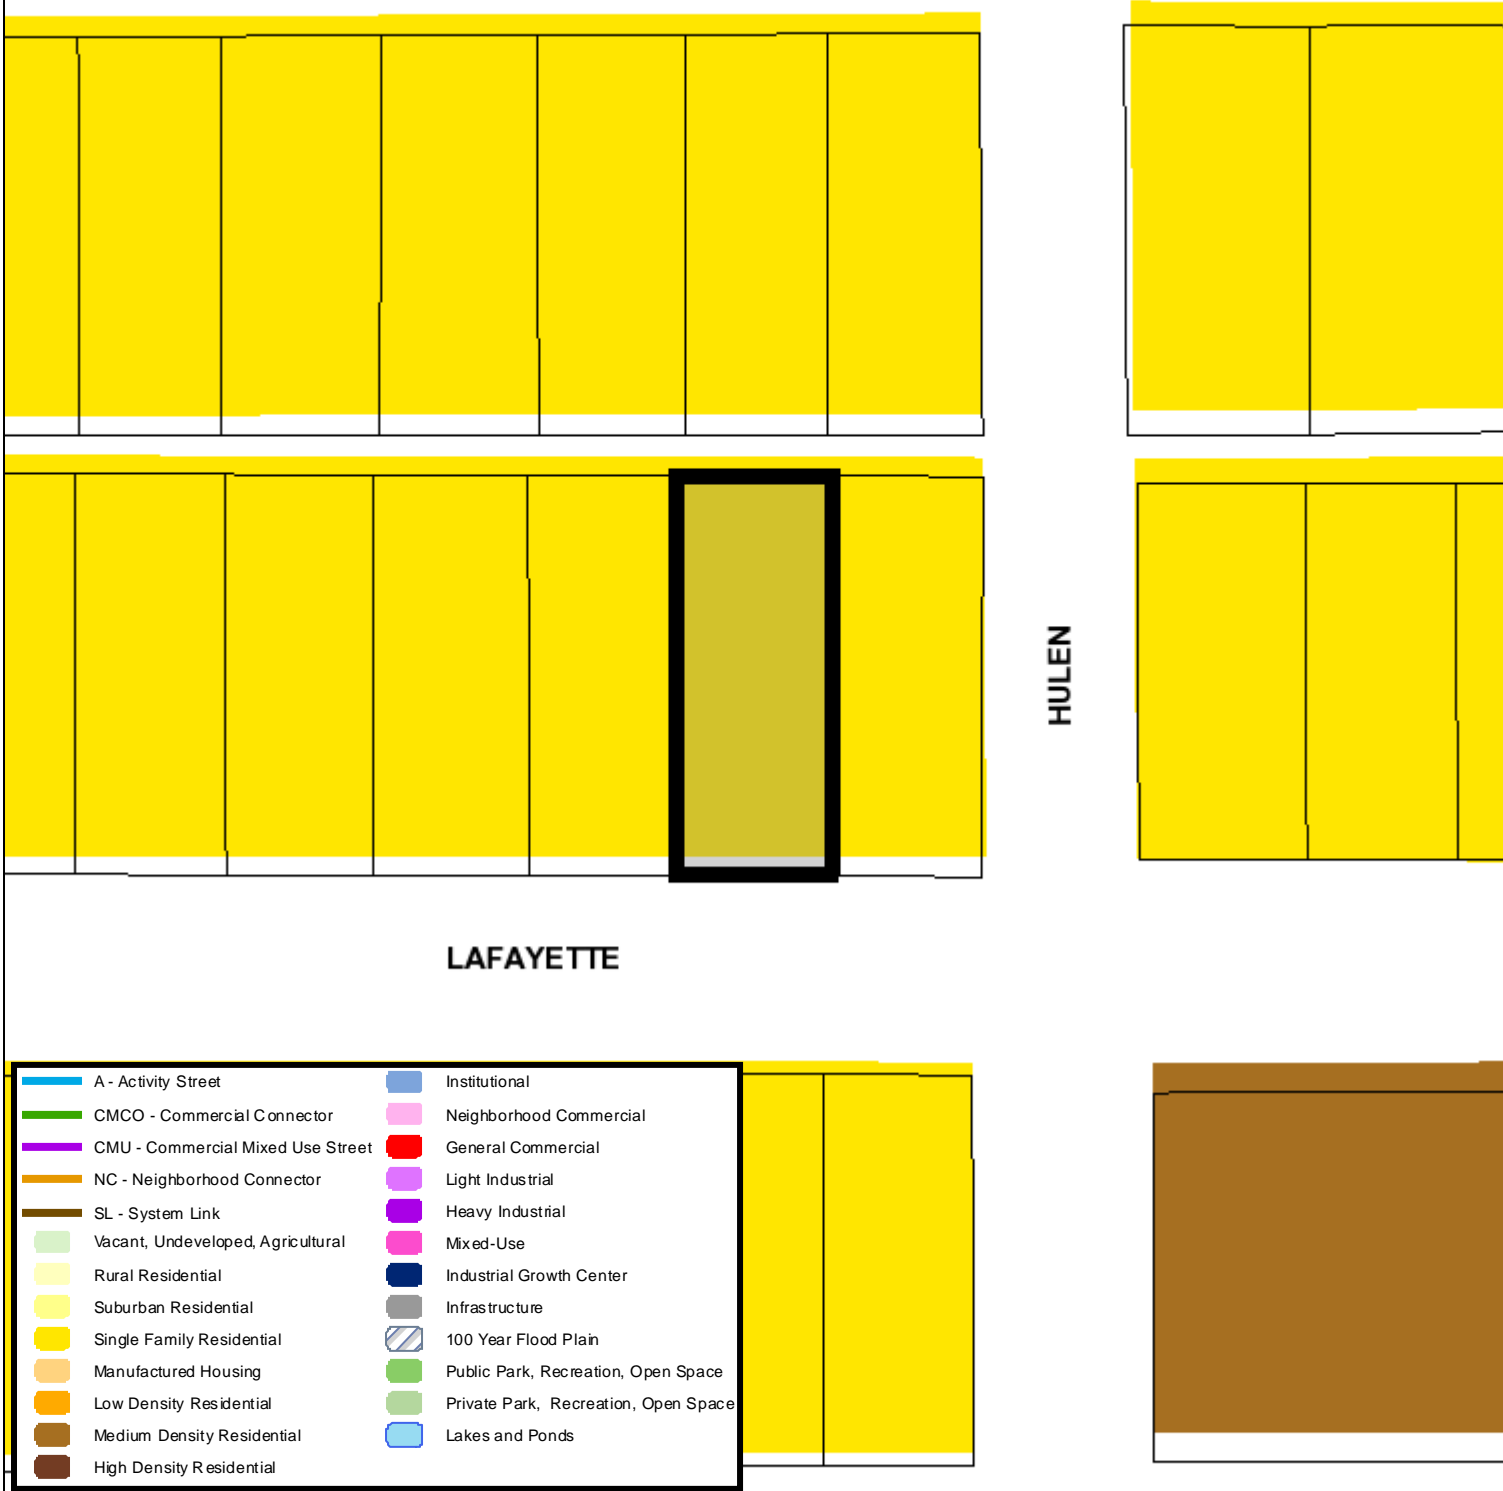 HULEN
LAFAYETTE
A - Activity Street
CMCO - Commercial Connector
CMU - Commercial Mixed Use Street
NC - Neighborhood Connector
SL - System Link
Vacant, Undeveloped, Agricultural
Rural Residential
Suburban Residential
Single Family Residential
Manufactured Housing
Low Density Residential
Medium Density Residential
High Density Residential
Institutional
Neighborhood Commercial
General Commercial
Light Industrial
Heavy Industrial
Mixed-Use
Industrial Growth Center
Infrastructure
100 Year Flood Plain
Public Park, Recreation, Open Space
Private Park, Recreation, Open Space
Lakes and Ponds